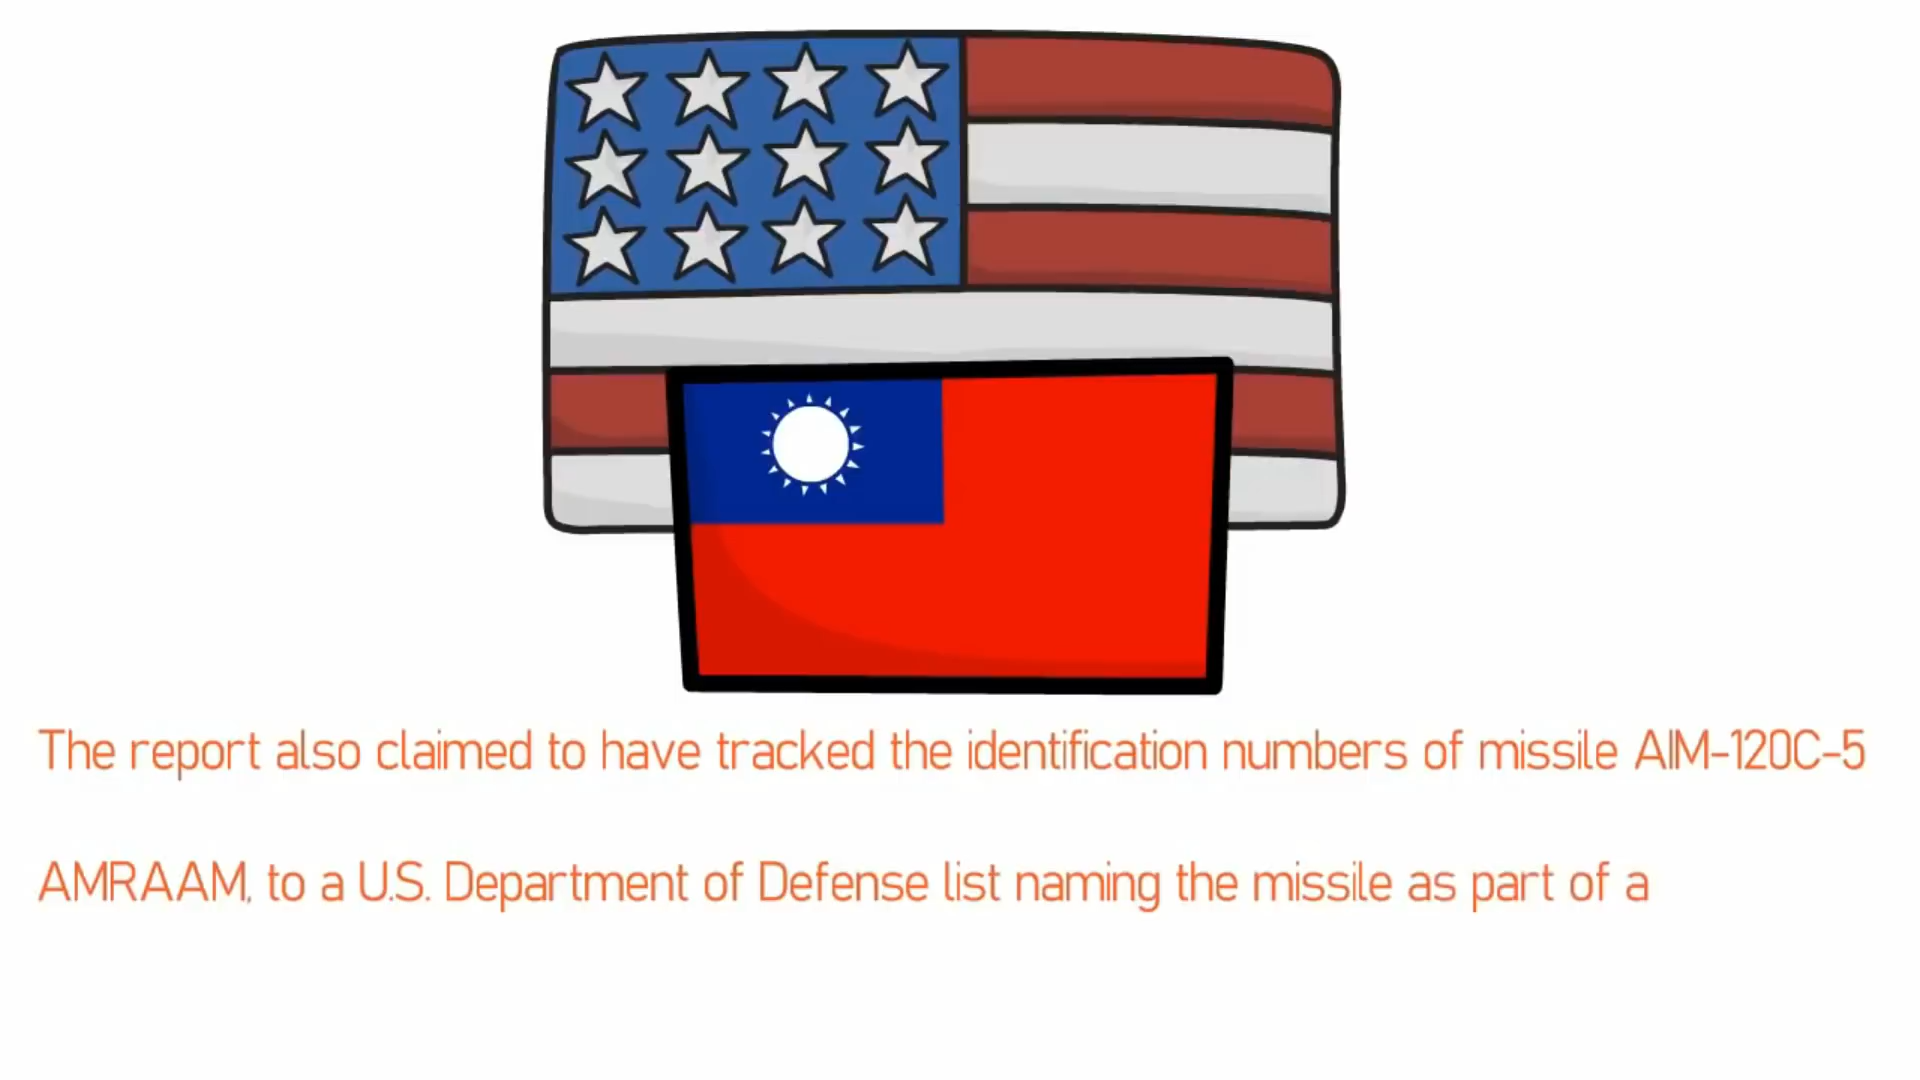 The report also claimed to have tracked the identification numbers of missile AIM-120C-5
AMRAAM, to a U.S. Department of Defense list naming the missile as part of a